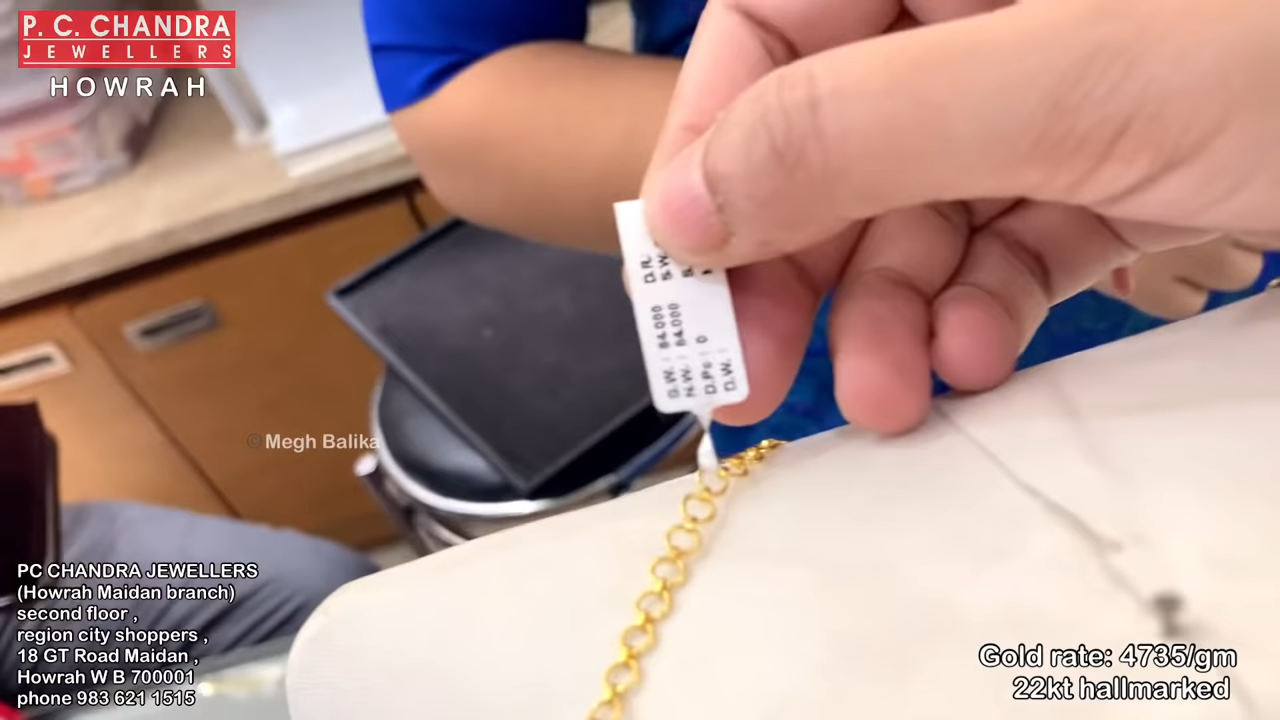 P. C. CHANDRA
JEWELLERS
HOWRAH
D.R.
G.W. : 84.000
N.W. : 84.000
D.Pc : 0
D.W. :
© Megh Balika
PC CHANDRA JEWELLERS
(Howrah Maidan branch)
second floor ,
region city shoppers ,
18 GT Road Maidan ,
Howrah W B 700001
phone 983 621 1515
Gold rate: 4735/gm
22kt hallmarked